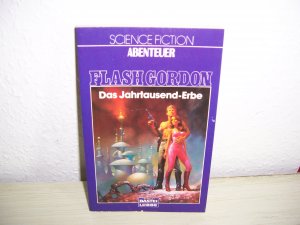 SCIENCE FICTION
ABENTEUER
FLASH GORDON
Das Jahrtausend-Erbe
BASTEI
LÜBBE